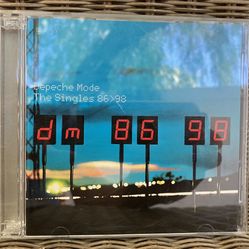 Depeche Mode
The Singles 86>98
dm 86 98